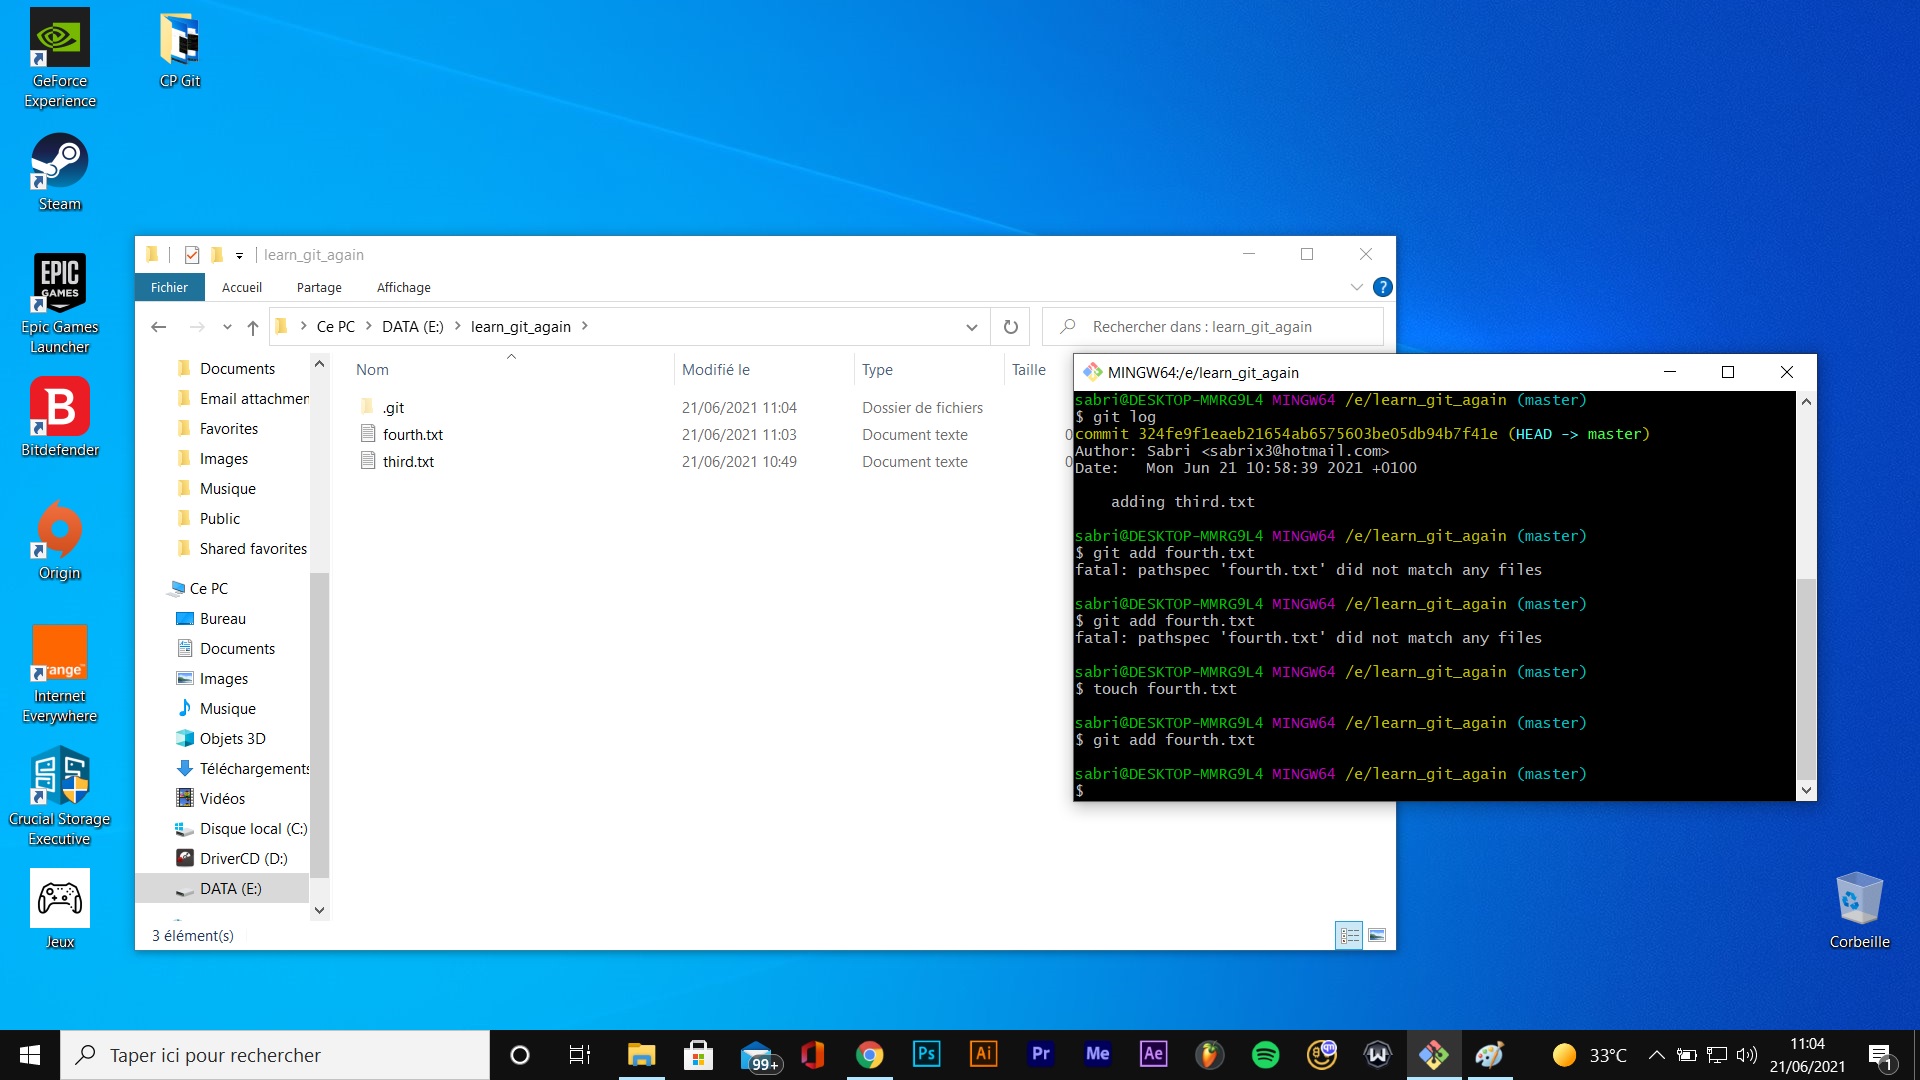 GeForce
Experience
CP Git
Steam
EPIC
GAMES
Epic Games
Launcher
B
Bitdefender
Origin
range™
Internet
Everywhere
Crucial Storage
Executive
Jeux
Corbeille
learn_git_again
Fichier
Accueil
Partage
Affichage
?
Ce PC
DATA (E:)
learn_git_again
Rechercher dans : learn_git_again
Documents
Email attachmen
Favorites
Images
Musique
Public
Shared favorites
Ce PC
Bureau
Documents
Images
Musique
Objets 3D
Téléchargements
Vidéos
Disque local (C:)
DriverCD (D:)
DATA (E:)
Nom Modifié le Type Taille
.git 21/06/2021 11:04 Dossier de fichiers
fourth.txt 21/06/2021 11:03 Document texte 0
third.txt 21/06/2021 10:49 Document texte 0
3 élément(s)
MINGW64:/e/learn_git_again
sabri@DESKTOP-MMRG9L4 MINGW64 /e/learn_git_again (master)
$ git log
commit 324fe9f1eaeb21654ab6575603be05db94b7f41e (HEAD -> master)
Author: Sabri <sabrix3@hotmail.com>
Date:   Mon Jun 21 10:58:39 2021 +0100
adding third.txt
sabri@DESKTOP-MMRG9L4 MINGW64 /e/learn_git_again (master)
$ git add fourth.txt
fatal: pathspec 'fourth.txt' did not match any files
sabri@DESKTOP-MMRG9L4 MINGW64 /e/learn_git_again (master)
$ git add fourth.txt
fatal: pathspec 'fourth.txt' did not match any files
sabri@DESKTOP-MMRG9L4 MINGW64 /e/learn_git_again (master)
$ touch fourth.txt
sabri@DESKTOP-MMRG9L4 MINGW64 /e/learn_git_again (master)
$ git add fourth.txt
sabri@DESKTOP-MMRG9L4 MINGW64 /e/learn_git_again (master)
$
Taper ici pour rechercher
99+
Ps
Ai
Pr
Me
Ae
33°C
11:04
21/06/2021
1